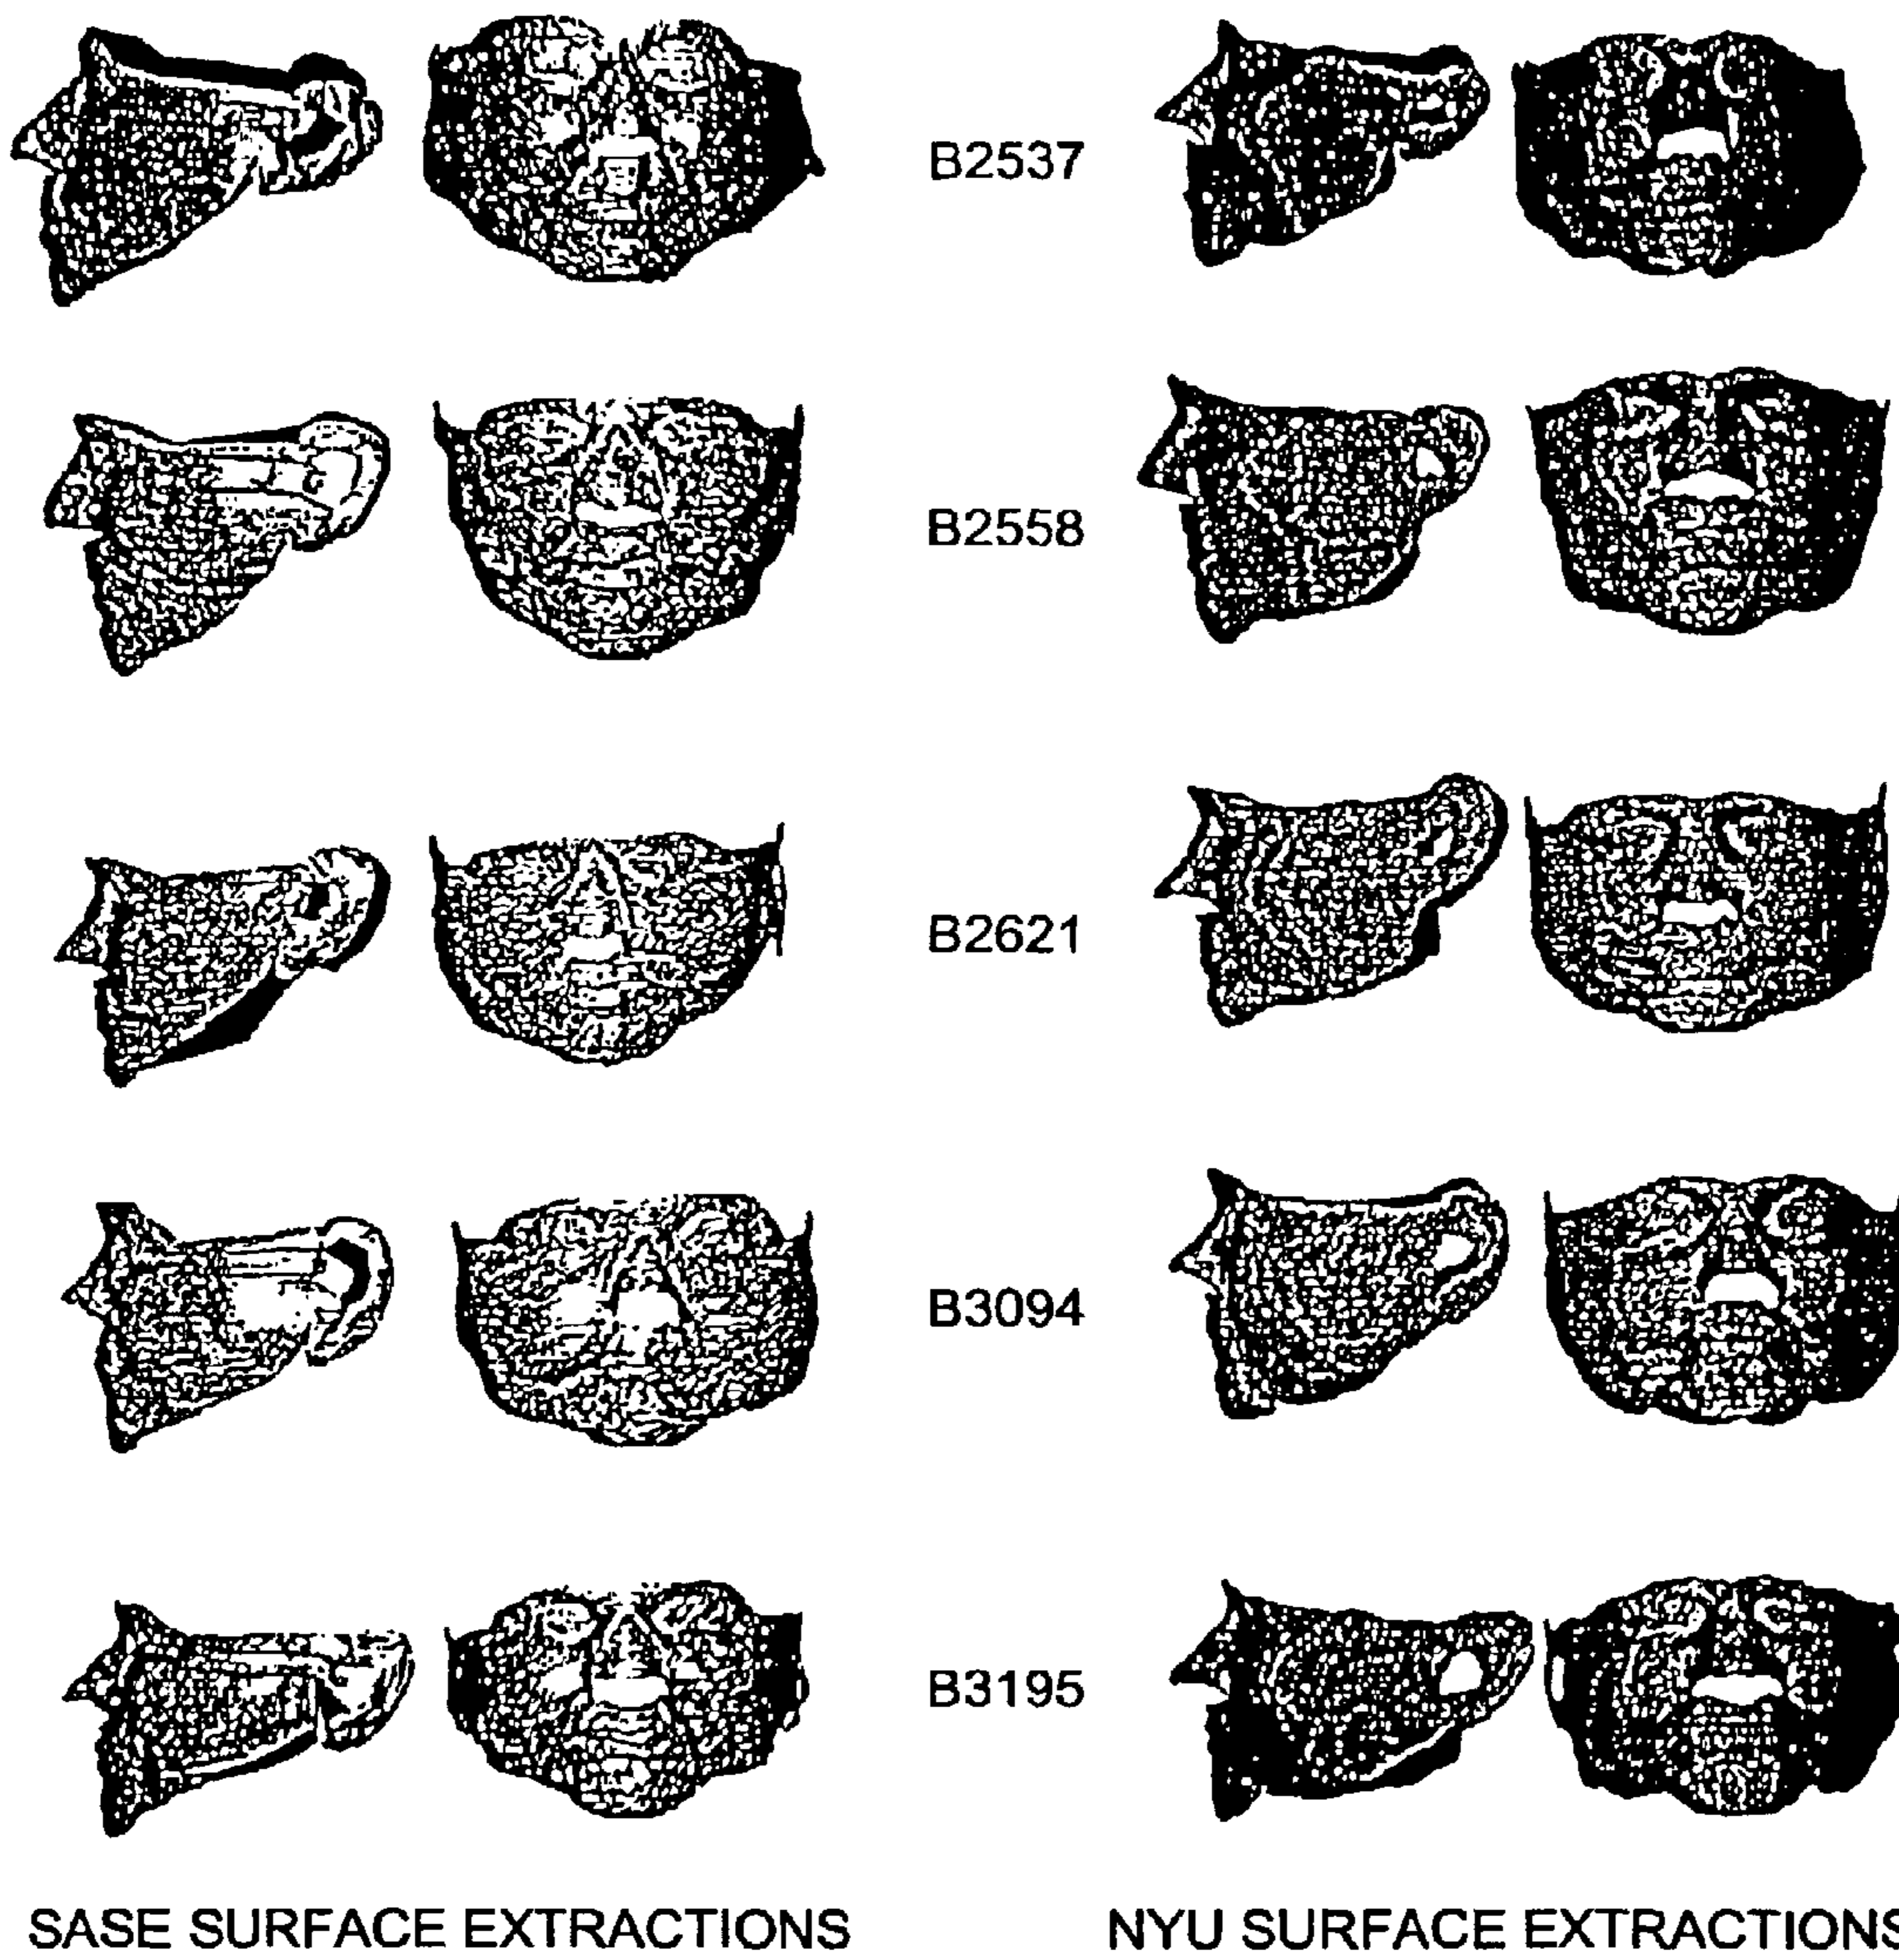 B2537
B2558
B2621
B3094
B3195
SASE SURFACE EXTRACTIONS NYU SURFACE EXTRACTIONS